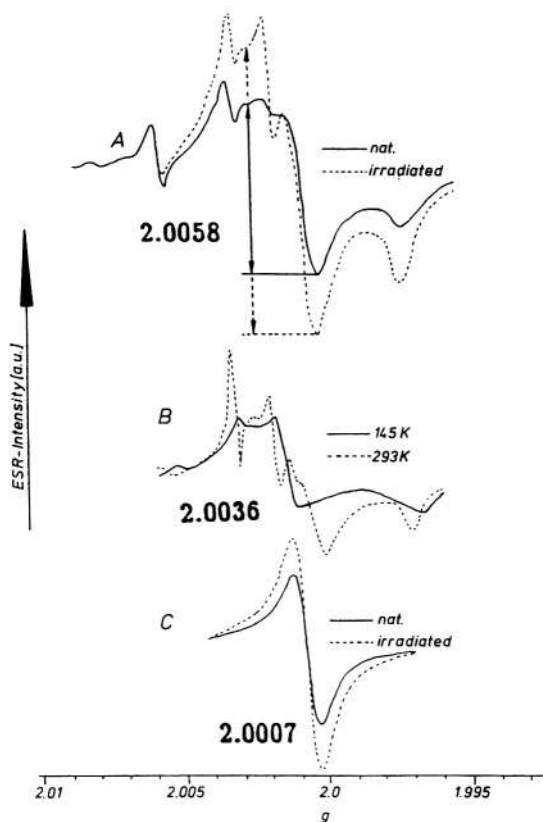 A
nat.
irradiated
2.0058
ESR-Intensity [a.u.]
B
145 K
293K
2.0036
C
nat.
irradiated
2.0007
2.01
2.005
2.0
1.995
g